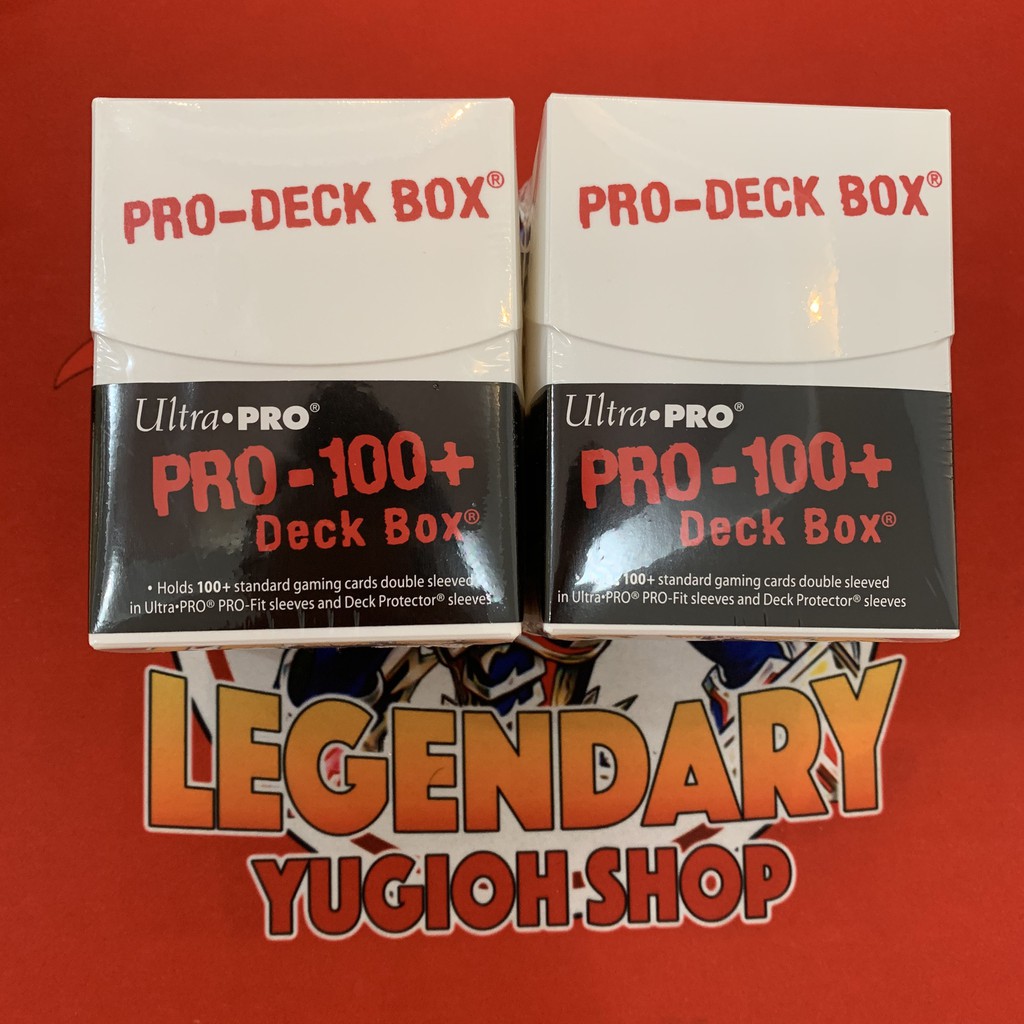 PRO-DECK BOX®
Ultra•PRO®
PRO-100+
Deck Box®
• Holds 100+ standard gaming cards double sleeved
in Ultra•PRO® PRO-Fit sleeves and Deck Protector® sleeves
PRO-DECK BOX®
Ultra•PRO®
PRO-100+
Deck Box®
100+ standard gaming cards double sleeved
in Ultra•PRO® PRO-Fit sleeves and Deck Protector® sleeves
LEGENDARY
YUGIOH SHOP